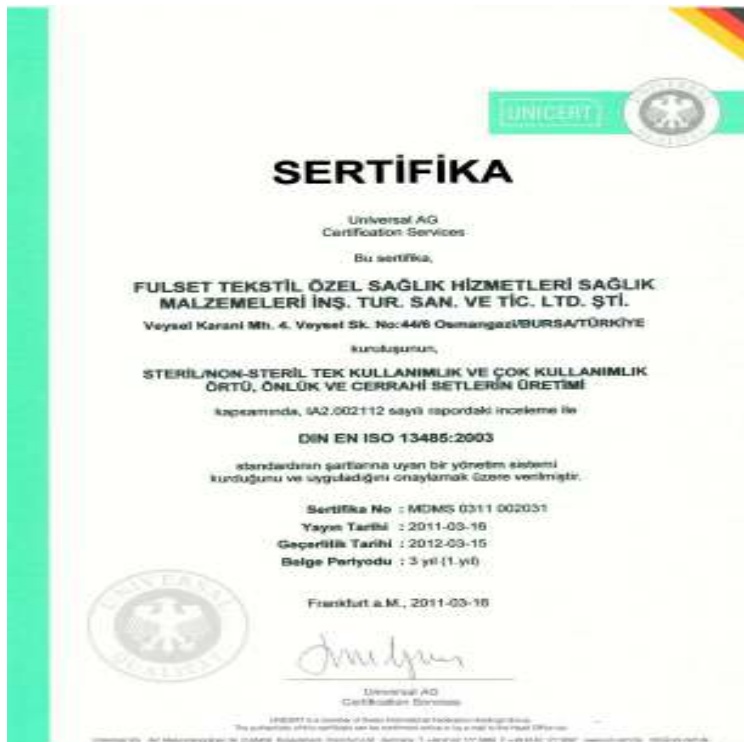 UNICERT
SERTİFİKA
Universal AG
Certification Services
Bu sertifika,
FULSET TEKSTİL ÖZEL SAĞLIK HİZMETLERİ SAĞLIK
MALZEMELERİ İNŞ. TUR. SAN. VE TİC. LTD. ŞTİ.
Veysel Karani Mh. 4. Veysel Sk. No:44/6 Osmangazi/BURSA/TÜRKİYE
kuruluşunun,
STERİL/NON-STERİL TEK KULLANIMLIK VE ÇOK KULLANIMLIK
ÖRTÜ, ÖNLÜK VE CERRAHİ SETLERİN ÜRETİMİ
kapsamında, IA2.002112 sayılı rapordaki inceleme ile
DIN EN ISO 13485:2003
standardının şartlarına uyan bir yönetim sistemi
kurduğunu ve uyguladığını onaylamak üzere verilmiştir.
Sertifika No : MDMS 0311 002031
Yayın Tarihi : 2011-03-16
Geçerlilik Tarihi : 2012-03-15
Belge Periyodu : 3 yıl (1.yıl)
Frankfurt a.M., 2011-03-16
UNIVERSAL
QUALITÄT
Universal AG
Certification Services